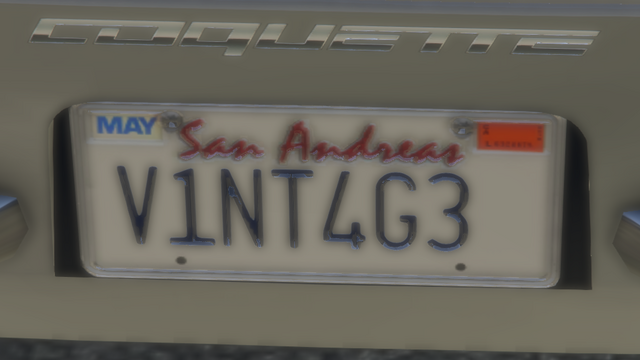 COQUETTE
MAY San Andreas
V1NT4G3